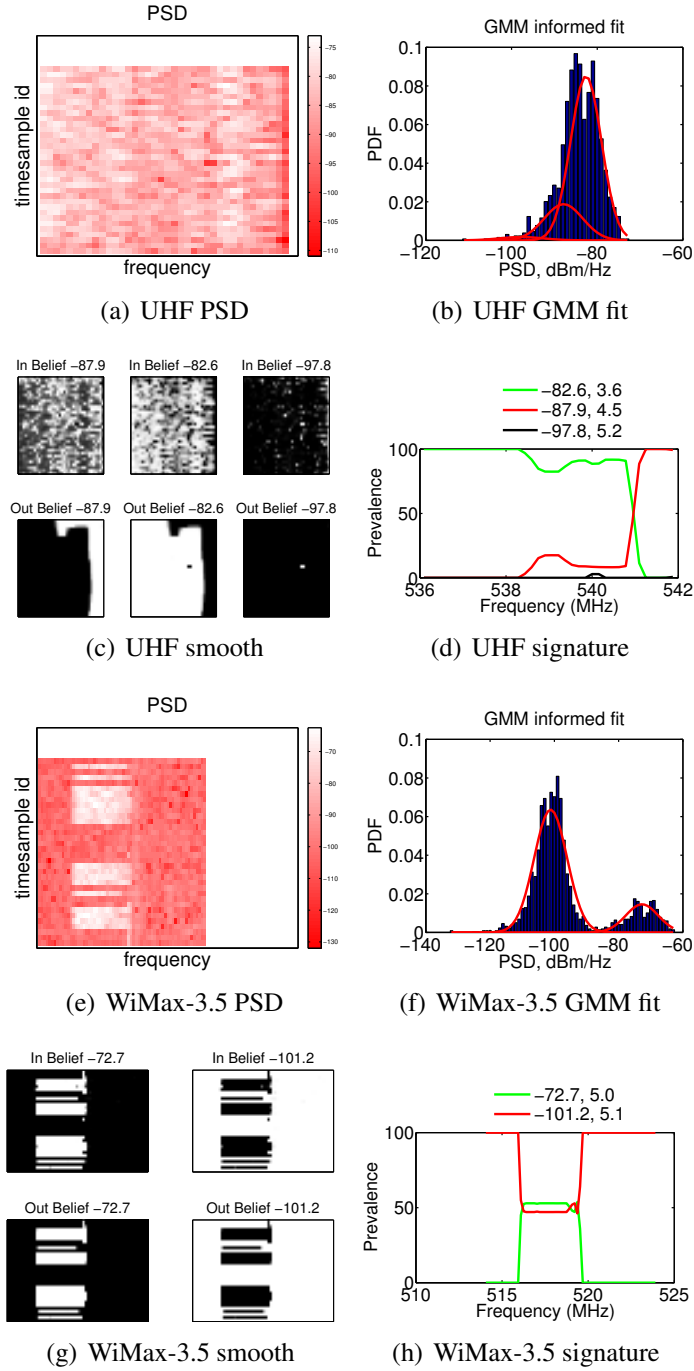 PSD
timesample id
frequency
−75
−80
−85
−90
−95
−100
−105
−110
(a) UHF PSD
GMM informed fit
PDF
0.1
0.08
0.06
0.04
0.02
0
−120 −100 −80 −60
PSD, dBm/Hz
(b) UHF GMM fit
In Belief −87.9 In Belief −82.6 In Belief −97.8
Out Belief −87.9 Out Belief −82.6 Out Belief −97.8
(c) UHF smooth
−82.6, 3.6
−87.9, 4.5
−97.8, 5.2
Prevalence
100
50
0
536 538 540 542
Frequency (MHz)
(d) UHF signature
PSD
timesample id
frequency
−70
−80
−90
−100
−110
−120
−130
(e) WiMax-3.5 PSD
GMM informed fit
PDF
0.1
0.08
0.06
0.04
0.02
0
−140 −120 −100 −80 −60
PSD, dBm/Hz
(f) WiMax-3.5 GMM fit
In Belief −72.7 In Belief −101.2
Out Belief −72.7 Out Belief −101.2
(g) WiMax-3.5 smooth
−72.7, 5.0
−101.2, 5.1
Prevalence
100
50
0
510 515 520 525
Frequency (MHz)
(h) WiMax-3.5 signature